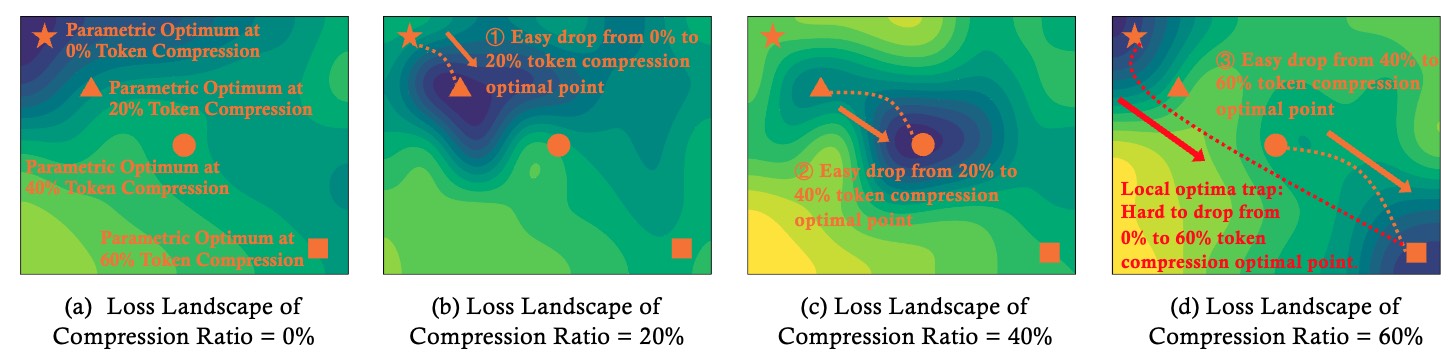 Parametric Optimum at
0% Token Compression
Parametric Optimum at
20% Token Compression
Parametric Optimum at
40% Token Compression
Parametric Optimum at
60% Token Compression
(a) Loss Landscape of
Compression Ratio = 0%
① Easy drop from 0% to
20% token compression
optimal point
(b) Loss Landscape of
Compression Ratio = 20%
② Easy drop from 20% to
40% token compression
optimal point
(c) Loss Landscape of
Compression Ratio = 40%
③ Easy drop from 40% to
60% token compression
optimal point
Local optima trap:
Hard to drop from
0% to 60% token
compression optimal point.
(d) Loss Landscape of
Compression Ratio = 60%